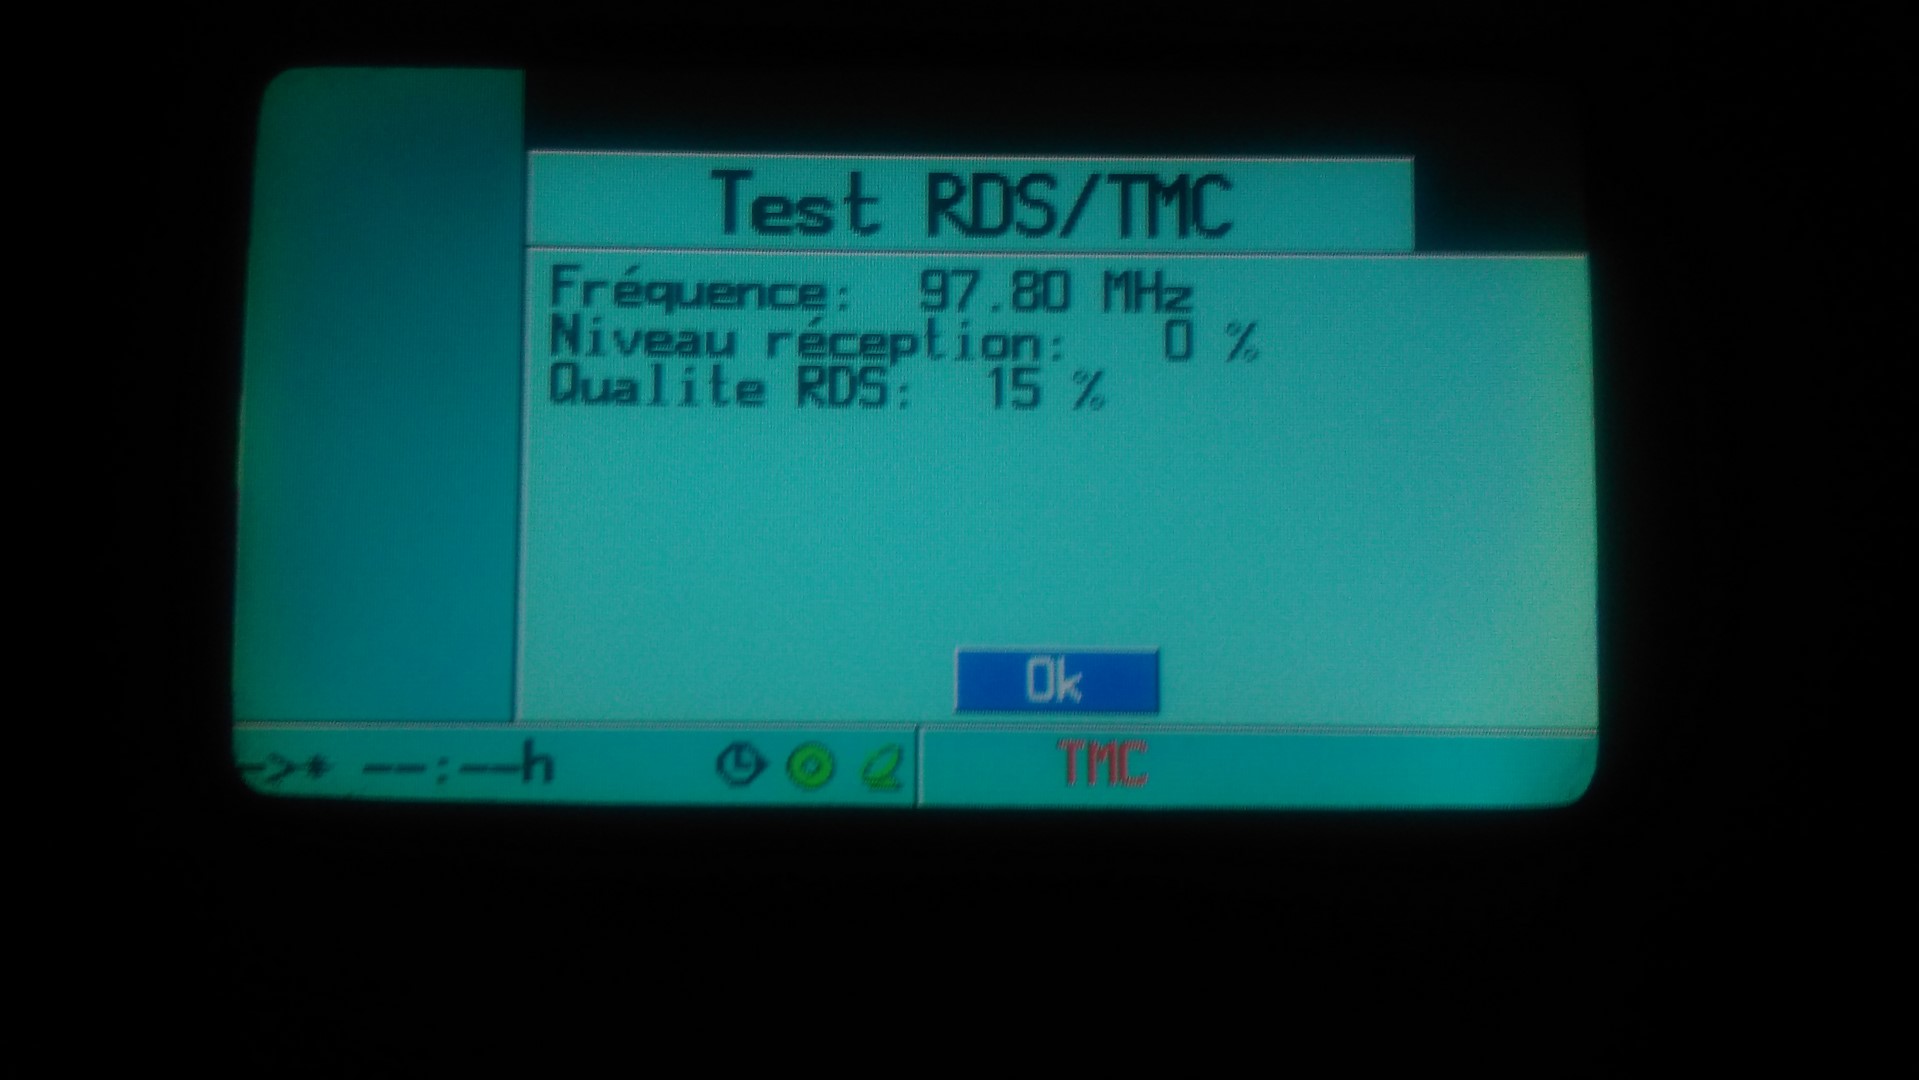 Test RDS/TMC
Fréquence: 97.80 MHz
Niveau réception: 0 %
Qualite RDS: 15 %
Ok
->* --:--h
TMC